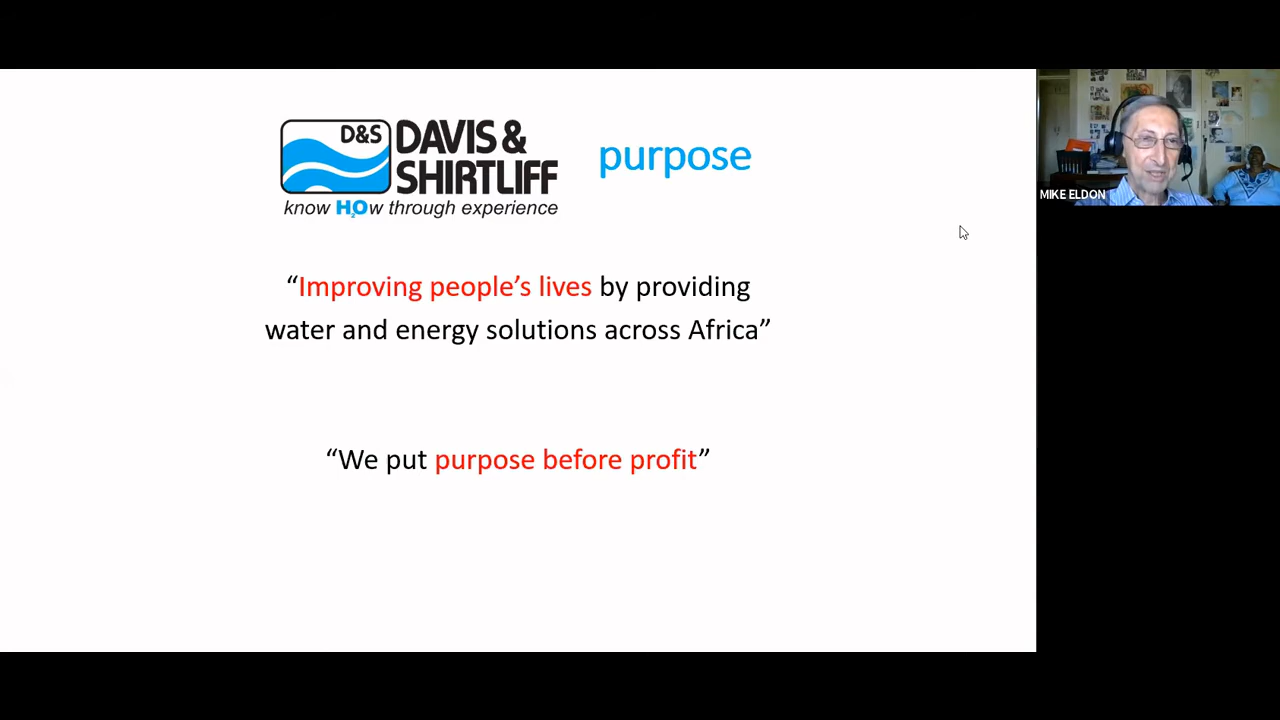 D&S
DAVIS &
SHIRTLIFF
know H2Ow through experience
purpose
MIKE ELDON
“Improving people’s lives by providing
water and energy solutions across Africa”
“We put purpose before profit”